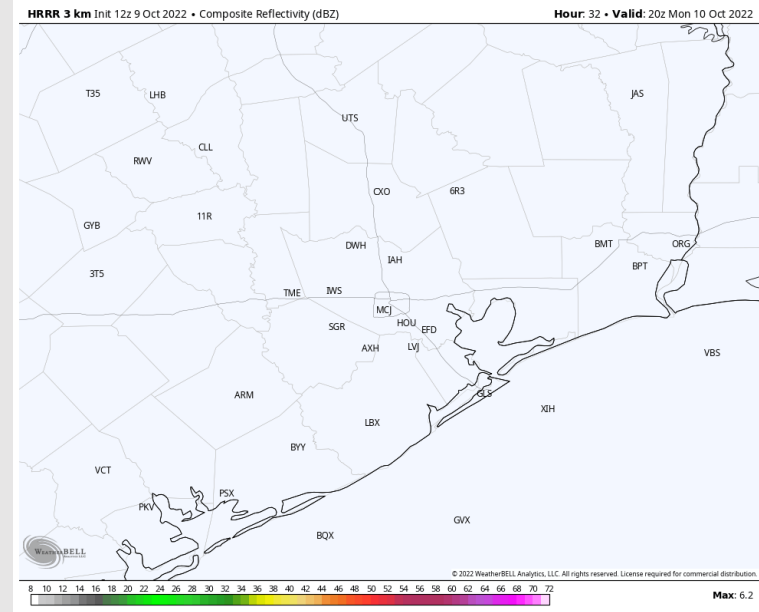 HRRR 3 km Init 12z 9 Oct 2022 • Composite Reflectivity (dBZ) Hour: 32 • Valid: 20z Mon 10 Oct 2022
T35 LHB JAS
UTS
CLL
RWV
CXO 6R3
11R
GYB
DWH BMT ORG
IAH
BPT
3T5
TME IWS
MCJ
SGR HOU
EFD
AXH LVJ
VBS
ARM GLS
XIH
LBX
BYY
VCT
PSX
PKV
GVX
BQX
WEATHERBELL
© 2022 WeatherBELL Analytics, LLC. All rights reserved. License required for commercial distribution.
8 10 12 14 16 18 20 22 24 26 28 30 32 34 35 36 38 40 42 44 46 48 50 52 54 56 58 60 62 64 66 68 70 72 Max: 6.2